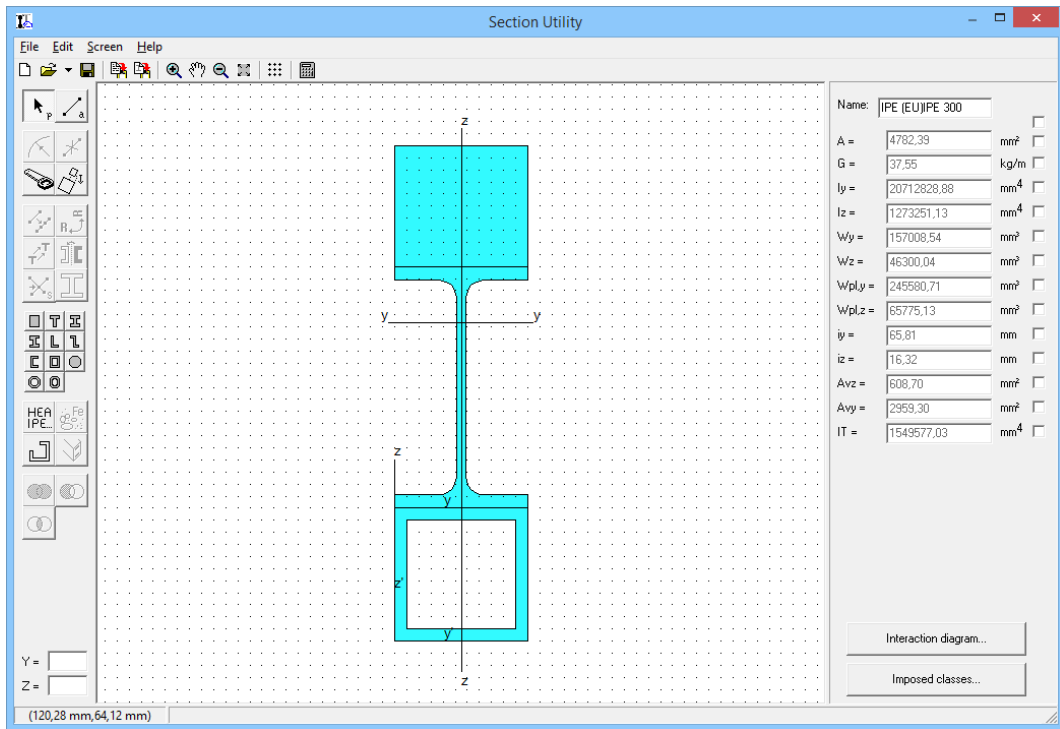 Section Utility
File Edit Screen Help
P
a
R R
T
S
HEA
IPE...
Fe
Y =
Z =
z
y y
z
y
z'
y'
z
Name: IPE (EU)IPE 300
A = 4782,39 mm²
G = 37,55 kg/m
Iy = 20712828,88 mm4
Iz = 1273251,13 mm4
Wy = 157008,54 mm³
Wz = 46300,04 mm³
Wpl,y = 245580,71 mm³
Wpl,z = 65775,13 mm³
iy = 65,81 mm
iz = 16,32 mm
Avz = 608,70 mm²
Avy = 2959,30 mm²
IT = 1549577,03 mm4
Interaction diagram...
Imposed classes...
(120,28 mm,64,12 mm)